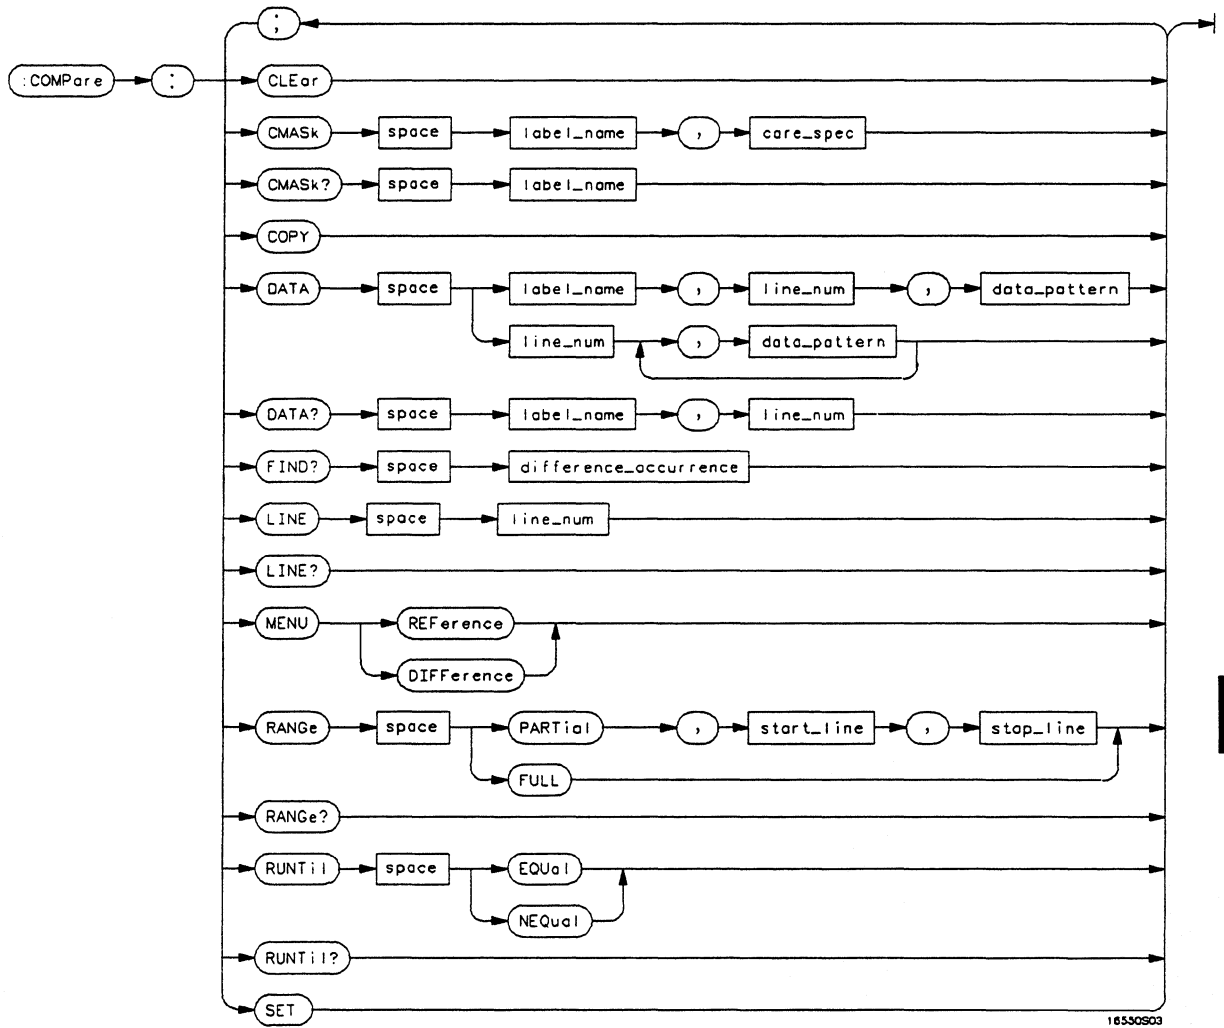 ;
:COMPare : CLEar
CMASk space label_name , care_spec
CMASk? space label_name
COPY
DATA space label_name , line_num , data_pattern
line_num , data_pattern
DATA? space label_name , line_num
FIND? space difference_occurrence
LINE space line_num
LINE?
MENU REFerence
DIFFerence
RANGe space PARTial , start_line , stop_line
FULL
RANGe?
RUNTil space EQUal
NEQual
RUNTil?
SET
16550S03